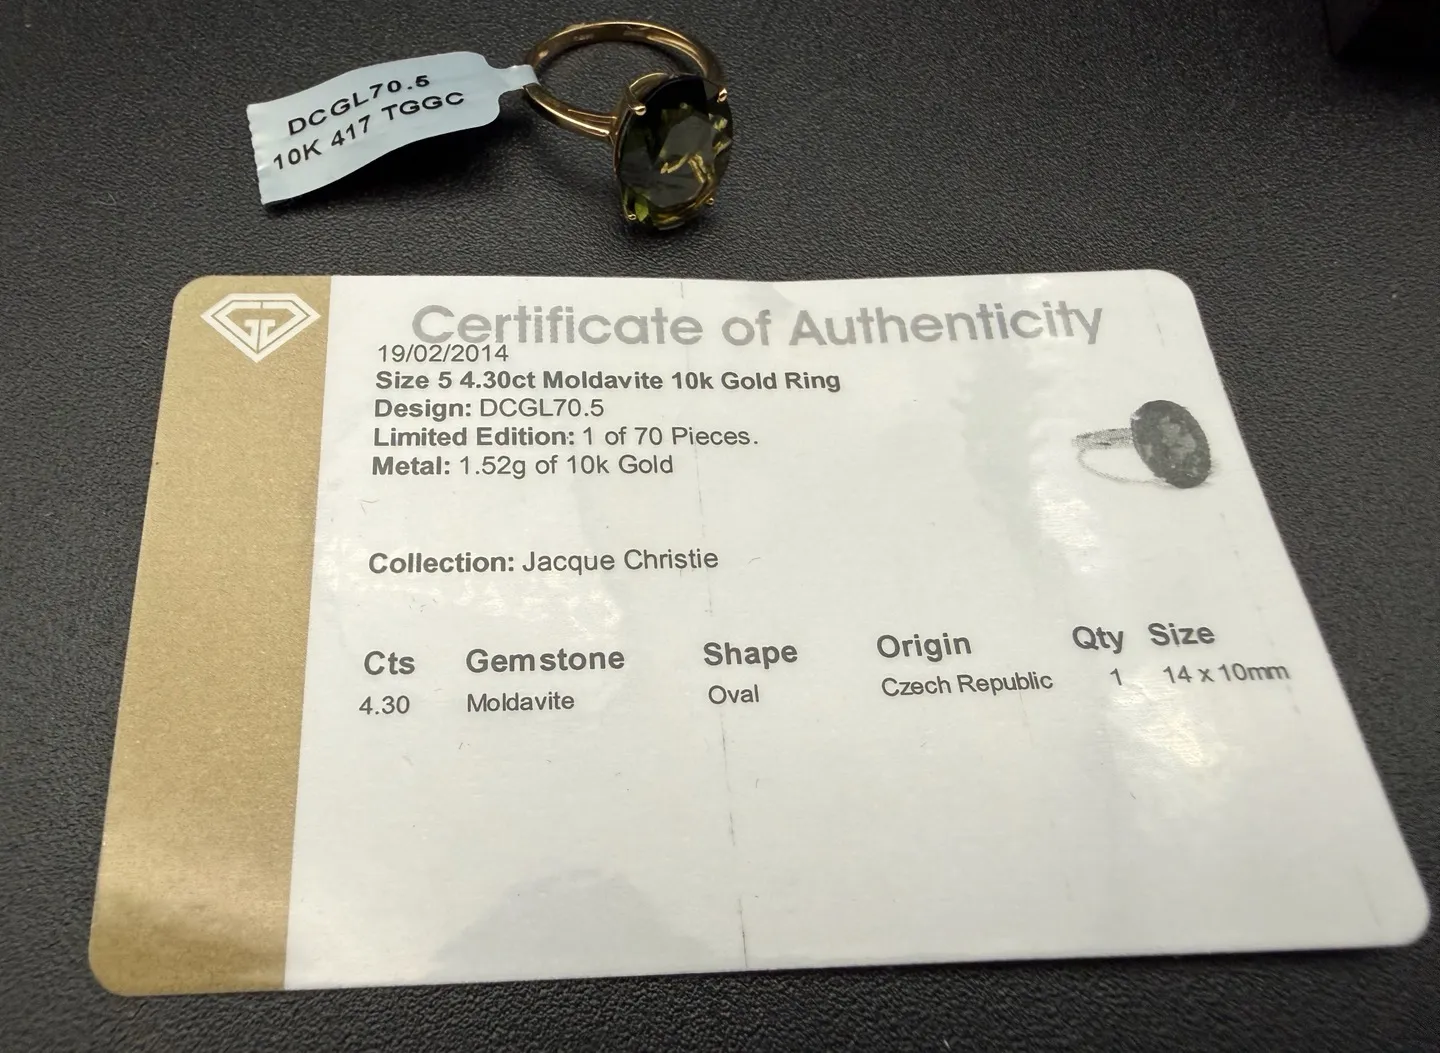 DCGL70.5
10K 417 TGGC
Certificate of Authenticity
19/02/2014
Size 5 4.30ct Moldavite 10k Gold Ring
Design: DCGL70.5
Limited Edition: 1 of 70 Pieces.
Metal: 1.52g of 10k Gold
Collection: Jacque Christie
Cts Gemstone Shape Origin Qty Size
4.30 Moldavite Oval Czech Republic 1 14 x 10mm